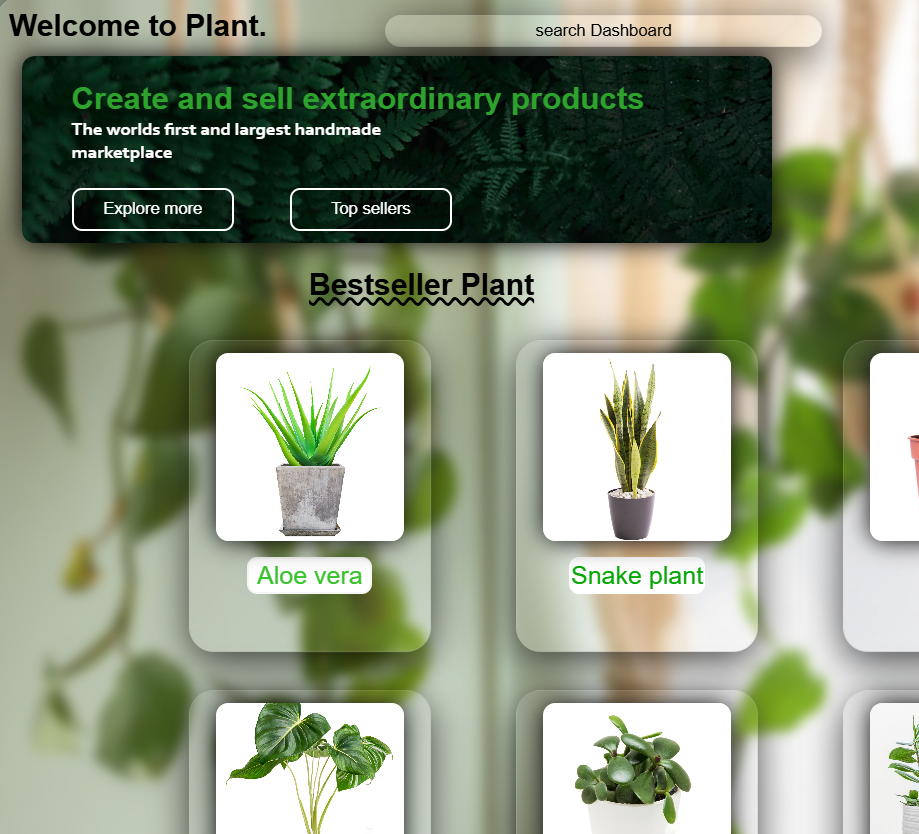 Welcome to Plant.
search Dashboard
Create and sell extraordinary products
The worlds first and largest handmade
marketplace
Explore more
Top sellers
Bestseller Plant
Aloe vera
Snake plant